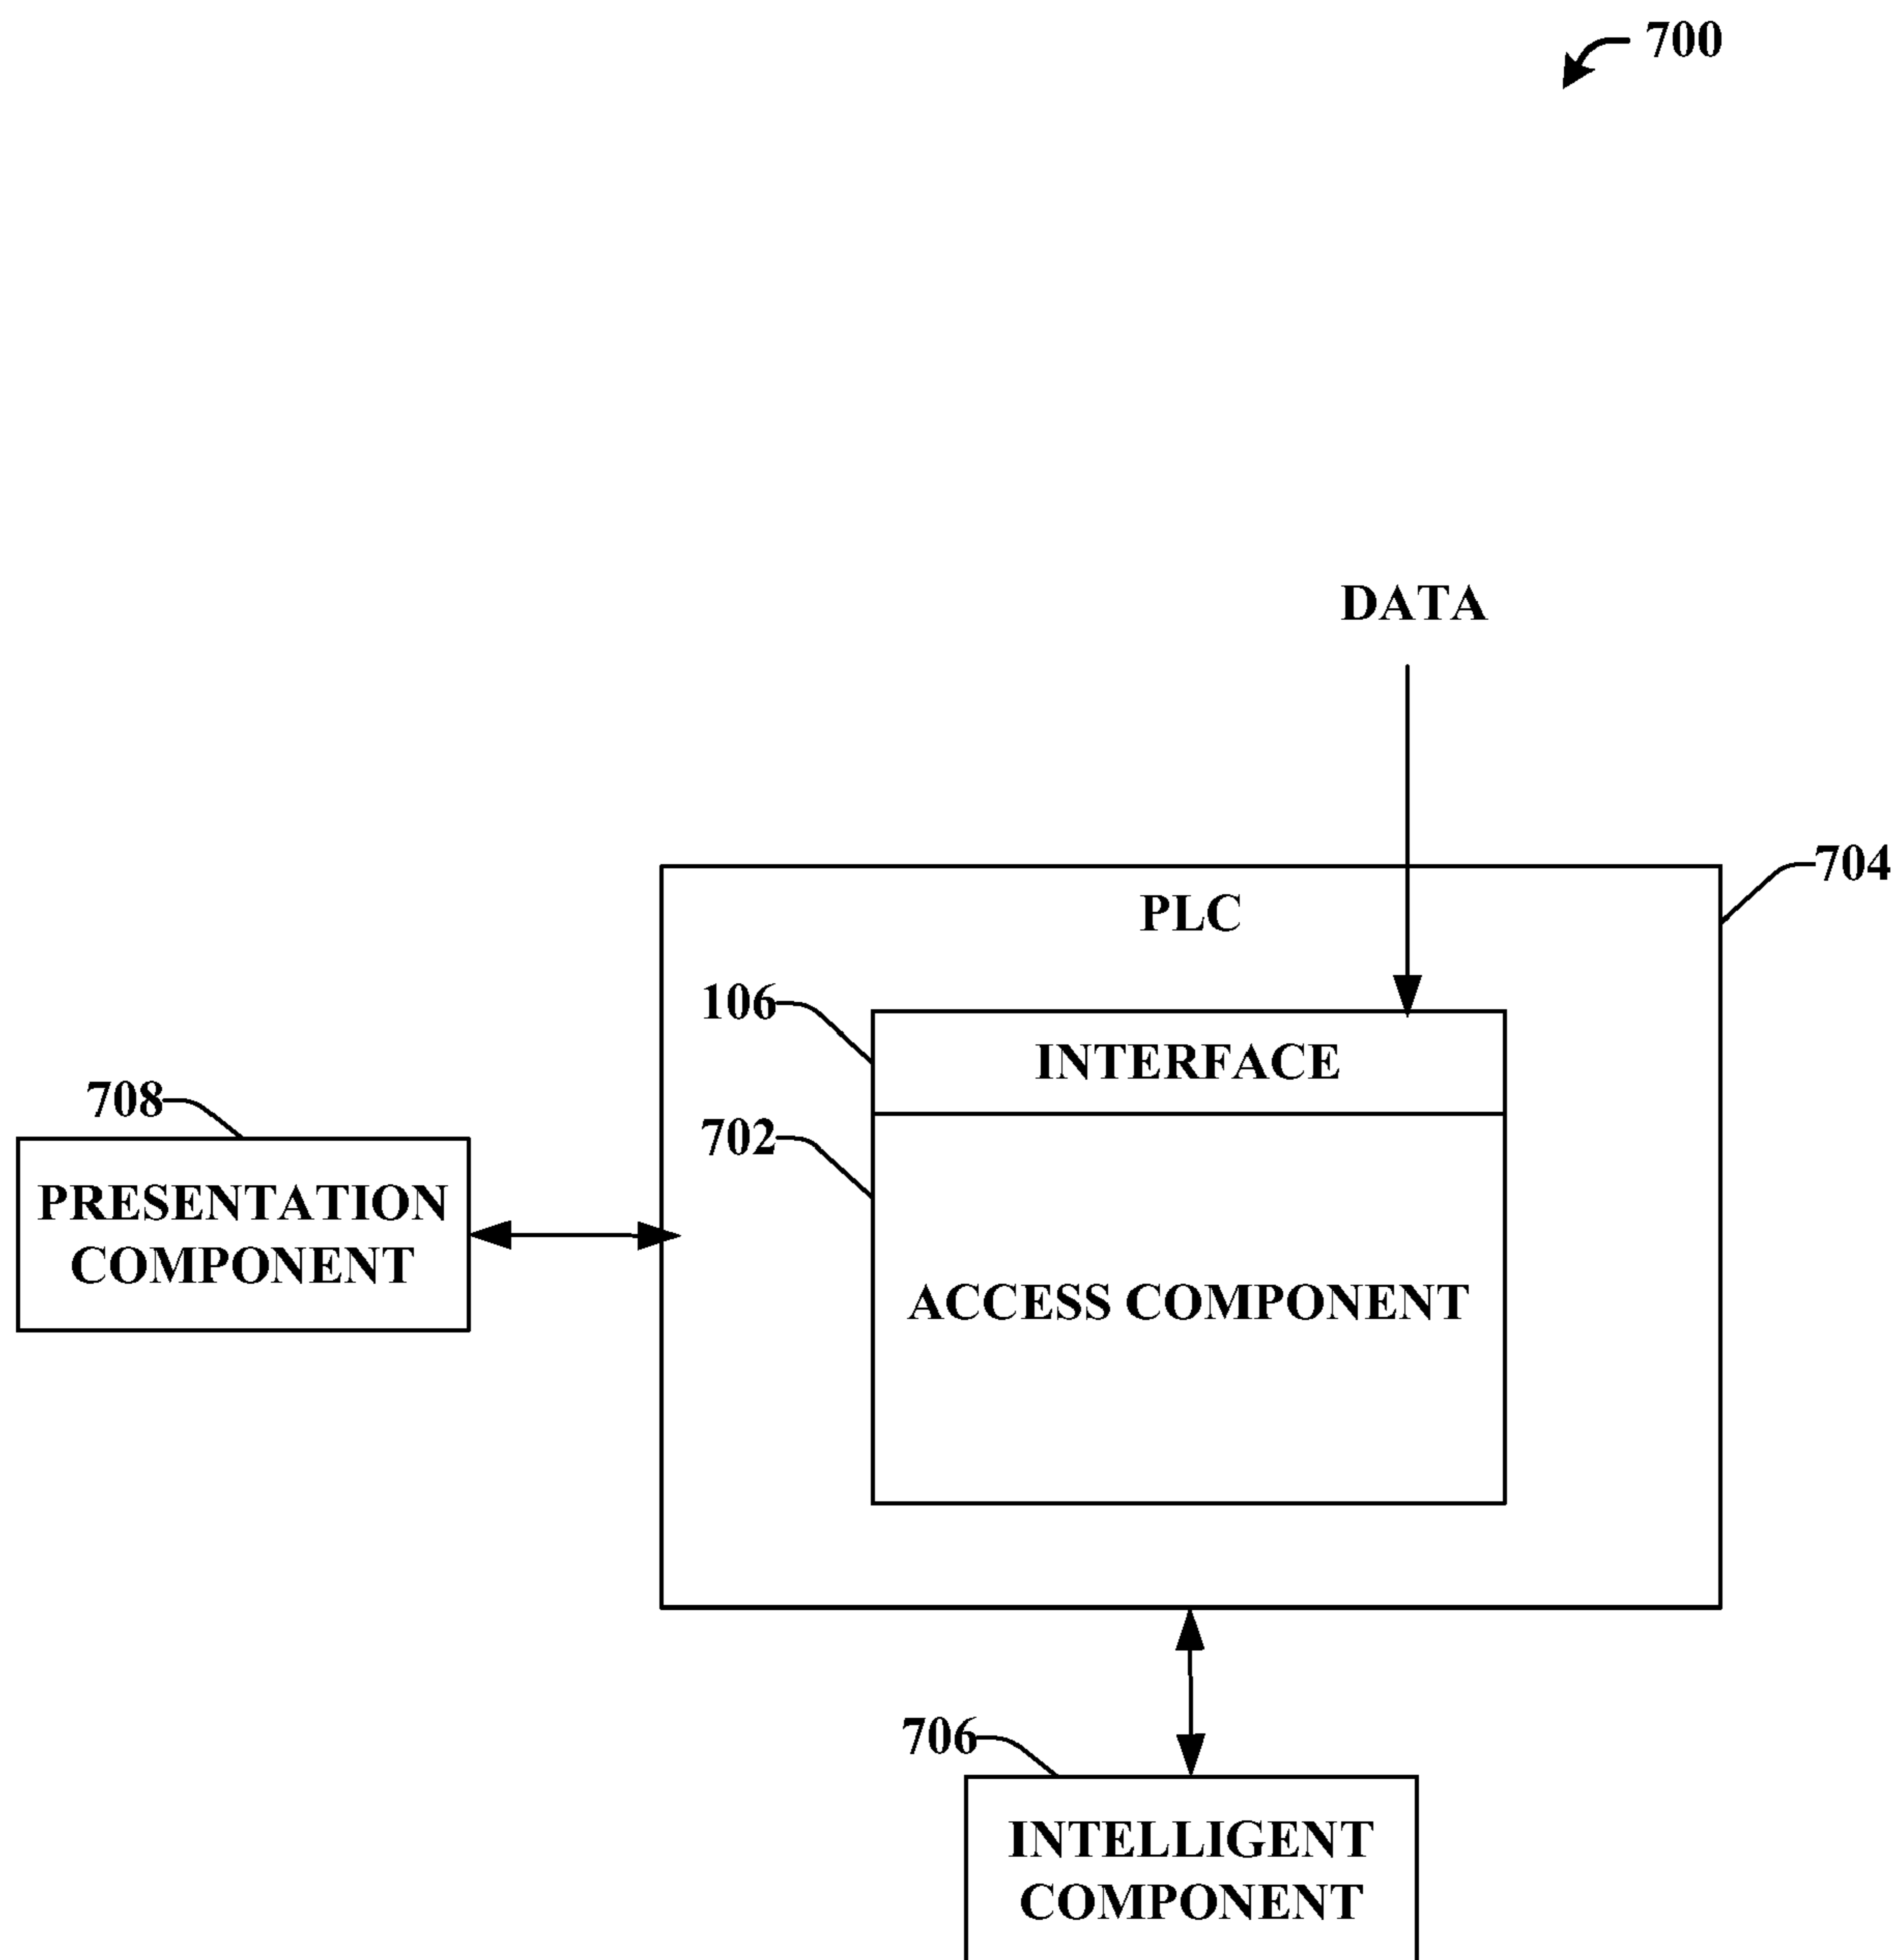 700
DATA
704
PLC
106
INTERFACE
708
702
PRESENTATION
COMPONENT
ACCESS COMPONENT
706
INTELLIGENT
COMPONENT